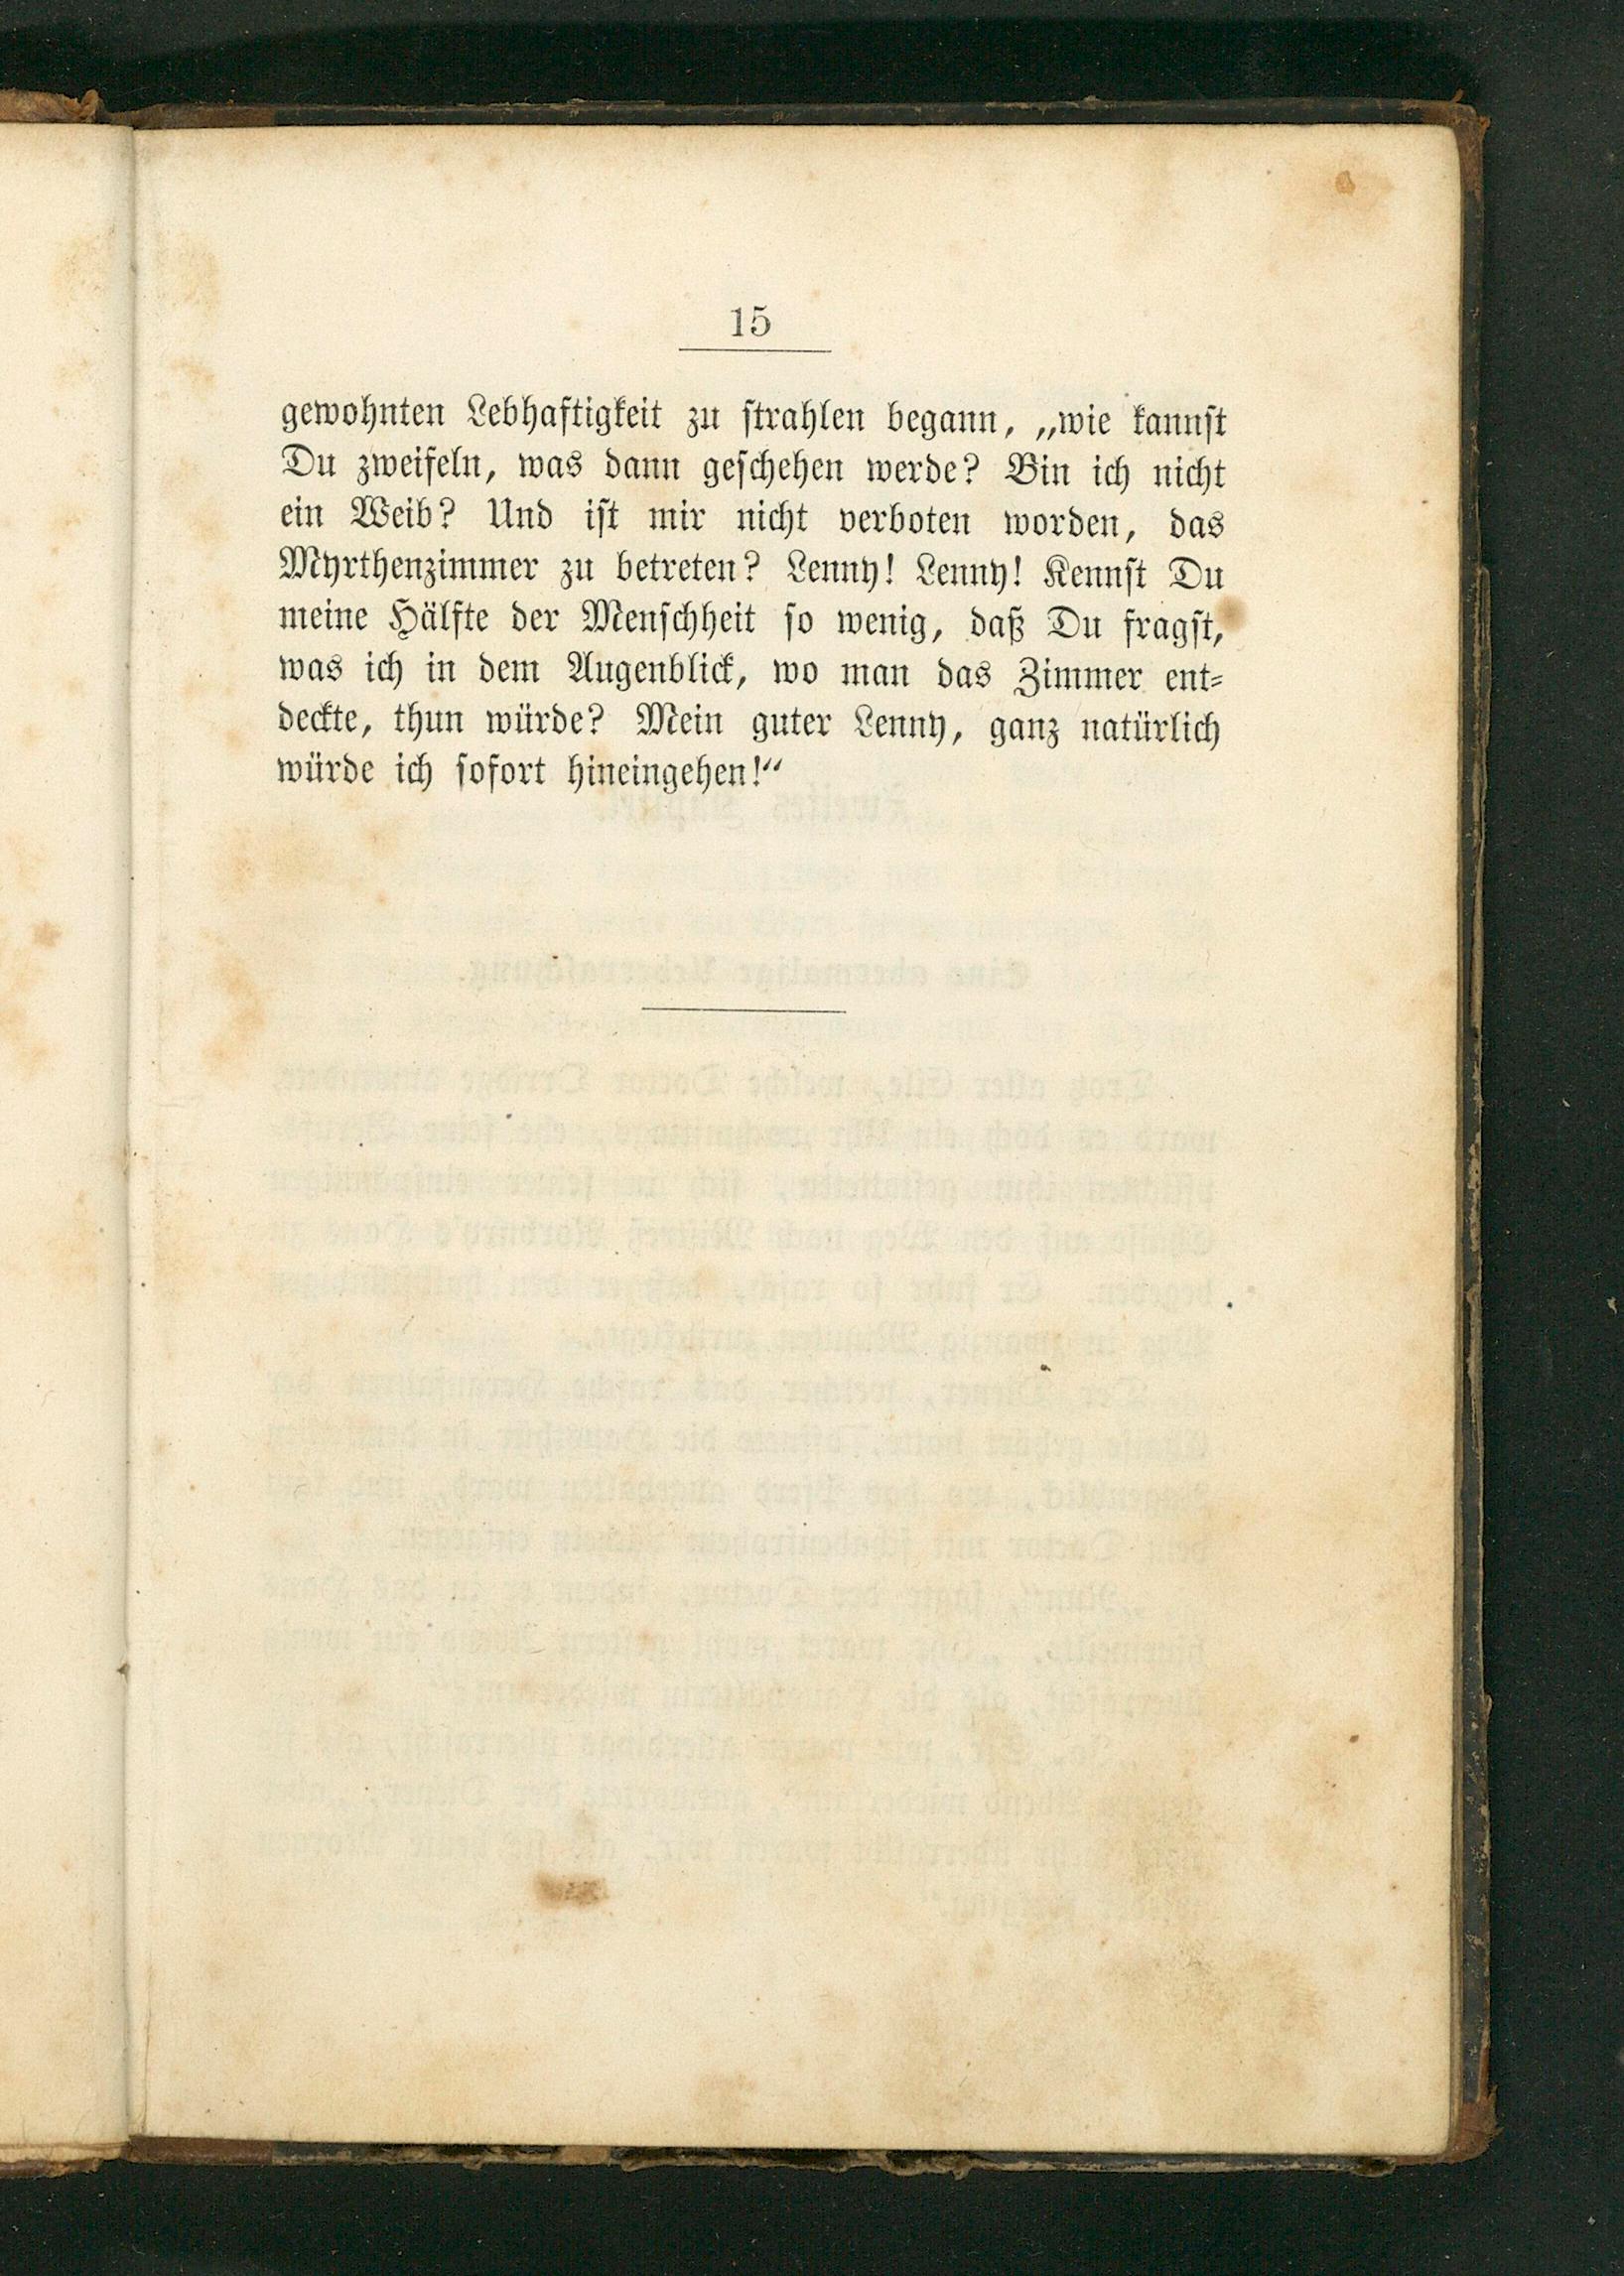 15
gewohnten Lebhaftigkeit zu strahlen begann, „wie kannst
Du zweifeln, was dann geschehen werde? Bin ich nicht
ein Weib? Und ist mir nicht verboten worden, das
Myrthenzimmer zu betreten? Lenny! Lenny! Kennst Du
meine Hälfte der Menschheit so wenig, daß Du fragst,
was ich in dem Augenblick, wo man das Zimmer ent-
deckte, thun würde? Mein guter Lenny, ganz natürlich
würde ich sofort hineingehen!“